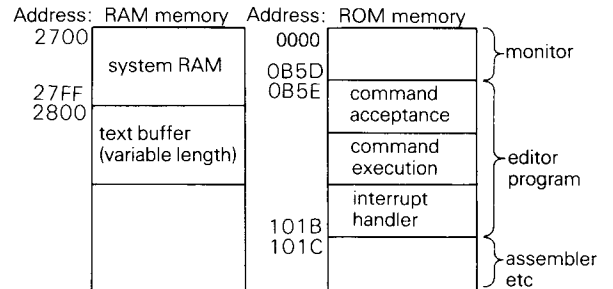 Address: RAM memory
2700
system RAM
27FF
2800
text buffer
(variable length)
Address: ROM memory
0000
0B5D
monitor
0B5E
command
acceptance
command
execution
interrupt
handler
101B
editor
program
101C
assembler
etc